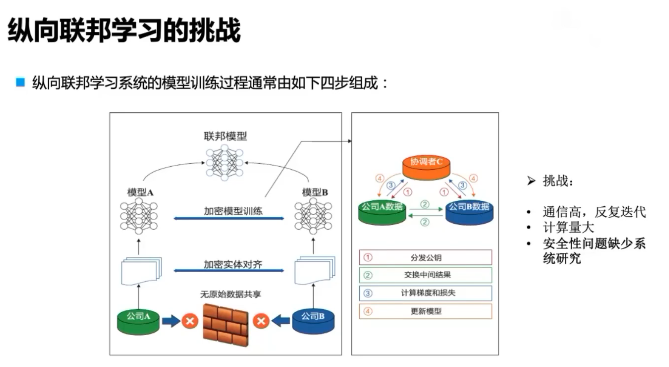 纵向联邦学习的挑战
纵向联邦学习系统的模型训练过程通常由如下四步组成：
联邦模型
模型A
模型B
加密模型训练
加密实体对齐
无原始数据共享
公司A
公司B
协调者C
④
③
①
①
③
④
公司A数据
②
②
公司B数据
① 分发公钥
② 交换中间结果
③ 计算梯度和损失
④ 更新模型
挑战：
• 通信高，反复迭代
• 计算量大
• 安全性问题缺少系
统研究